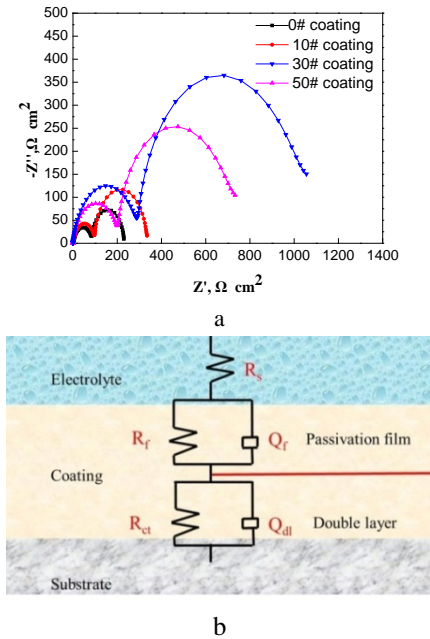 500
450
400
350
300
250
200
150
100
50
0
-Z'',Ω cm²
0# coating
10# coating
30# coating
50# coating
0 200 400 600 800 1000 1200 1400
Z', Ω cm²
a
Rs
Electrolyte
Rf Qf Passivation film
Coating
Rct Qdl Double layer
Substrate
b